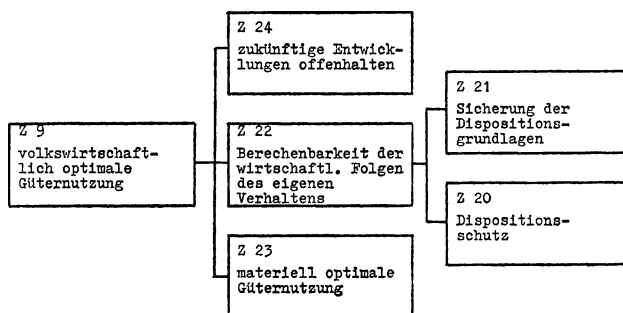 Z 24
zukünftige Entwick-
lungen offenhalten
Z 9
volkswirtschaft-
lich optimale
Güternutzung
Z 22
Berechenbarkeit der
wirtschaftl. Folgen
des eigenen
Verhaltens
Z 21
Sicherung der
Dispositions-
grundlagen
Z 20
Dispositions-
schutz
Z 23
materiell optimale
Güternutzung